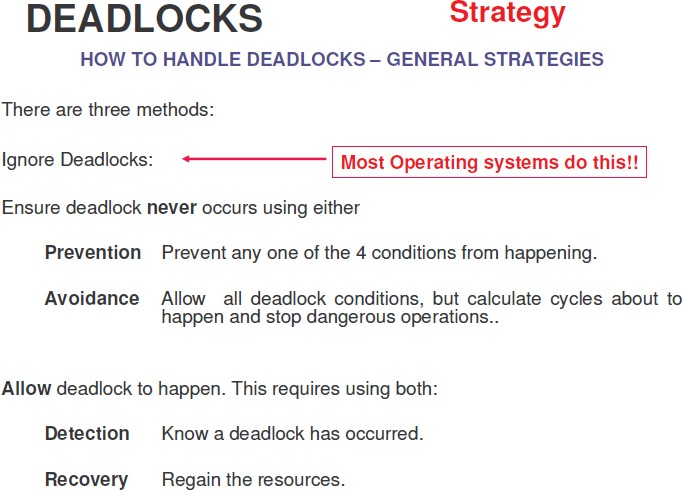 DEADLOCKS
Strategy
HOW TO HANDLE DEADLOCKS – GENERAL STRATEGIES
There are three methods:
Ignore Deadlocks:
Most Operating systems do this!!
Ensure deadlock never occurs using either
Prevention Prevent any one of the 4 conditions from happening.
Avoidance Allow all deadlock conditions, but calculate cycles about to
happen and stop dangerous operations..
Allow deadlock to happen. This requires using both:
Detection Know a deadlock has occurred.
Recovery Regain the resources.